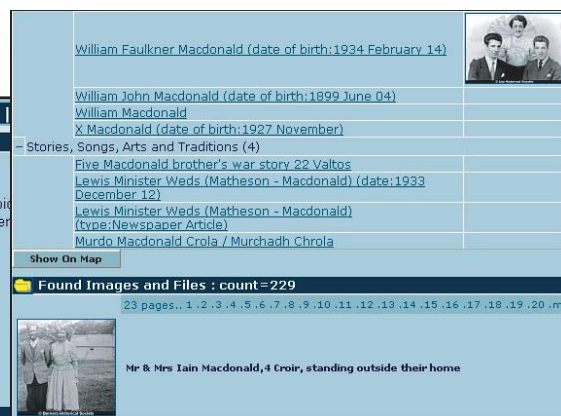 William Faulkner Macdonald (date of birth:1934 February 14)
William John Macdonald (date of birth:1899 June 04)
William Macdonald
X Macdonald (date of birth:1927 November)
− Stories, Songs, Arts and Traditions (4)
Five Macdonald brother's war story 22 Valtos
Lewis Minister Weds (Matheson - Macdonald) (date:1933
December 12)
Lewis Minister Weds (Matheson - Macdonald)
(type:Newspaper Article)
Murdo Macdonald Crola / Murchadh Chrola
Show On Map
Found Images and Files : count=229
23 pages.. 1 .2 .3 .4 .5 .6 .7 .8 .9 .10 .11 .12 .13 .14 .15 .16 .17 .18 .19 .20 .m
Mr & Mrs Iain Macdonald,4 Croir, standing outside their home